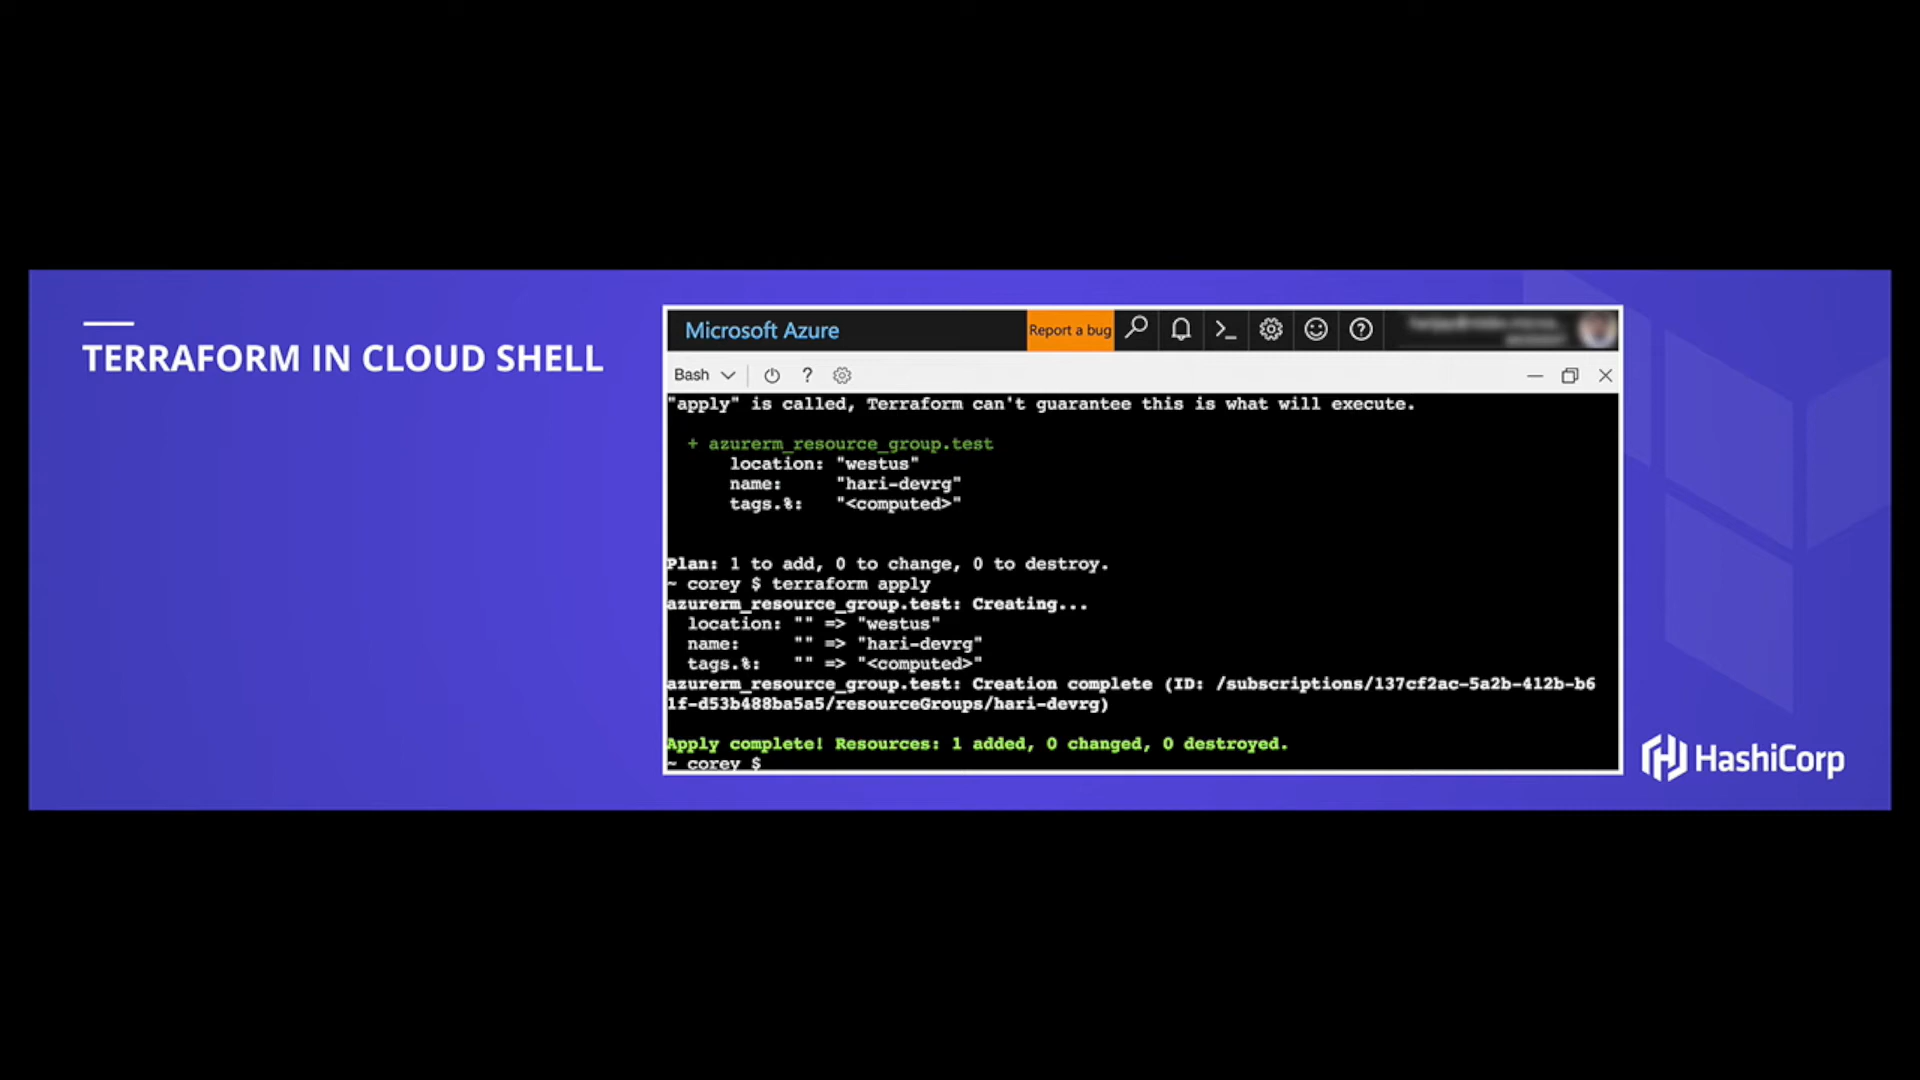 TERRAFORM IN CLOUD SHELL
Microsoft Azure
Report a bug
Bash
"apply" is called, Terraform can't guarantee this is what will execute.
+ azurerm_resource_group.test
location: "westus"
name: "hari-devrg"
tags.%: "<computed>"
Plan: 1 to add, 0 to change, 0 to destroy.
~ corey $ terraform apply
azurerm_resource_group.test: Creating...
location: "" => "westus"
name: "" => "hari-devrg"
tags.%: "" => "<computed>"
azurerm_resource_group.test: Creation complete (ID: /subscriptions/137cf2ac-5a2b-412b-b6
1f-d53b488ba5a5/resourceGroups/hari-devrg)
Apply complete! Resources: 1 added, 0 changed, 0 destroyed.
~ corey $
HashiCorp